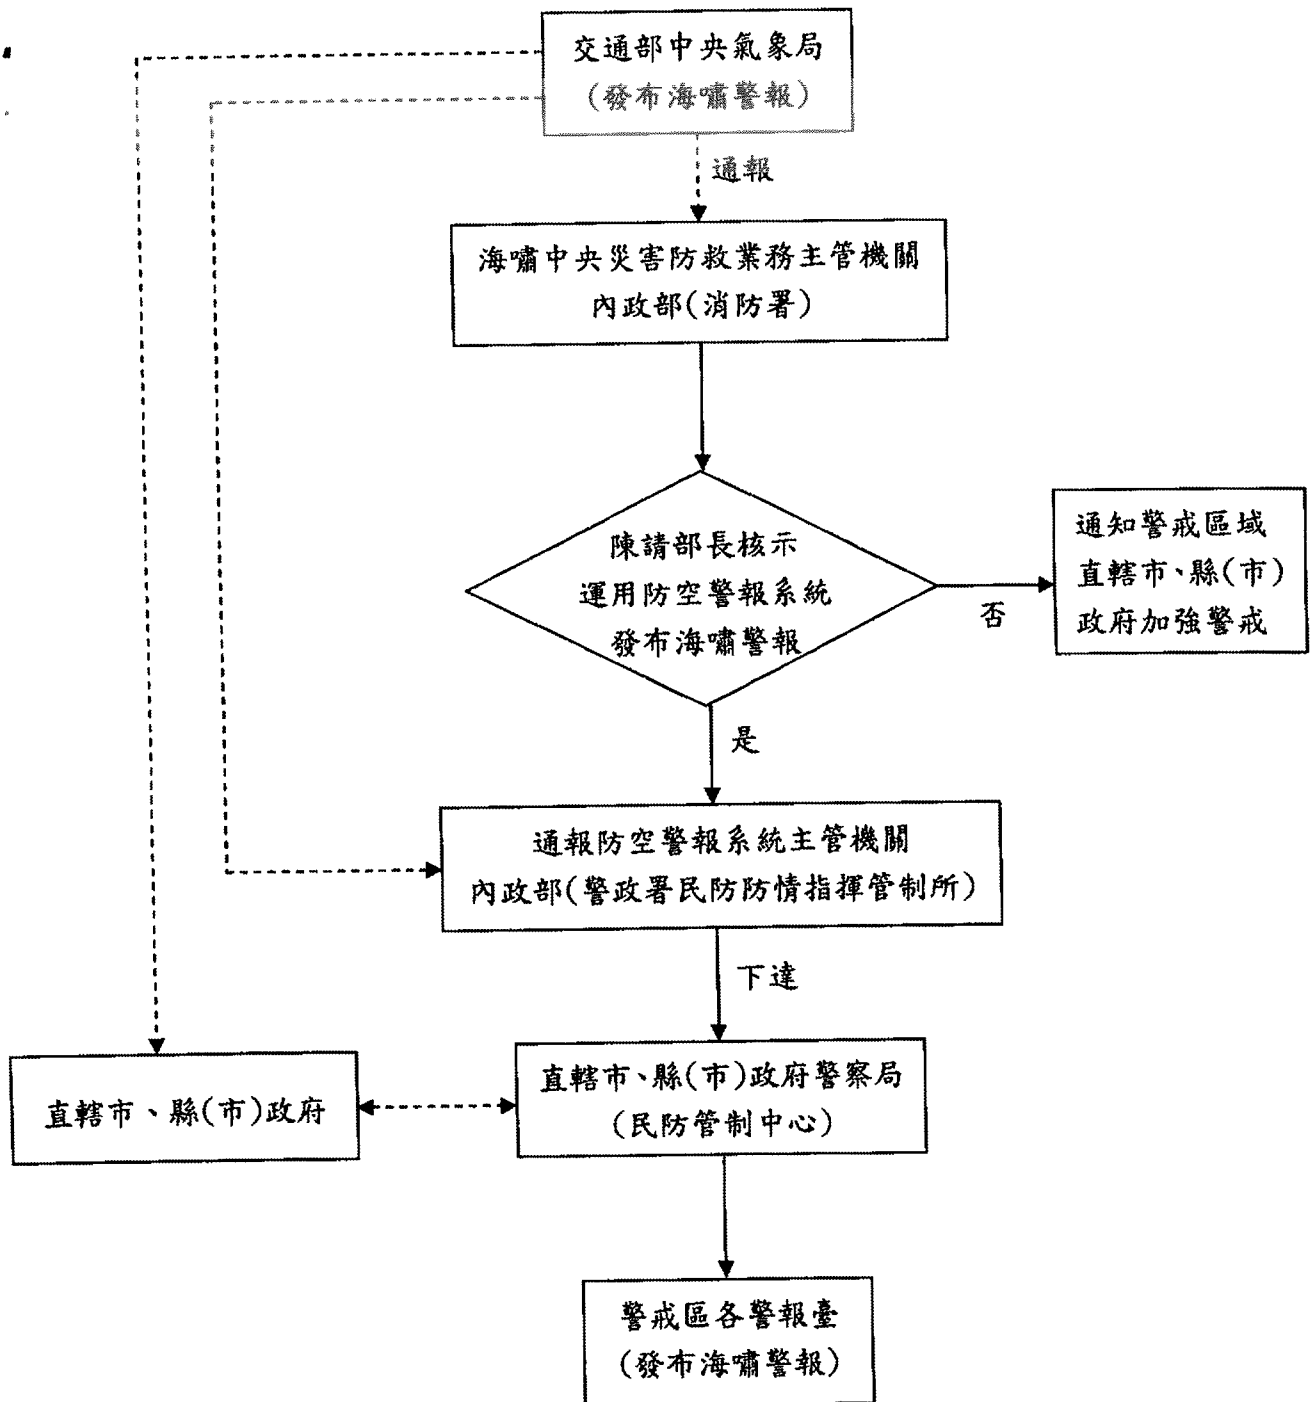 交通部中央氣象局
(發布海嘯警報)
通報
海嘯中央災害防救業務主管機關
內政部(消防署)
陳請部長核示
運用防空警報系統
發布海嘯警報
否
通知警戒區域
直轄市、縣(市)
政府加強警戒
是
通報防空警報系統主管機關
內政部(警政署民防防情指揮管制所)
下達
直轄市、縣(市)政府
直轄市、縣(市)政府警察局
(民防管制中心)
警戒區各警報臺
(發布海嘯警報)